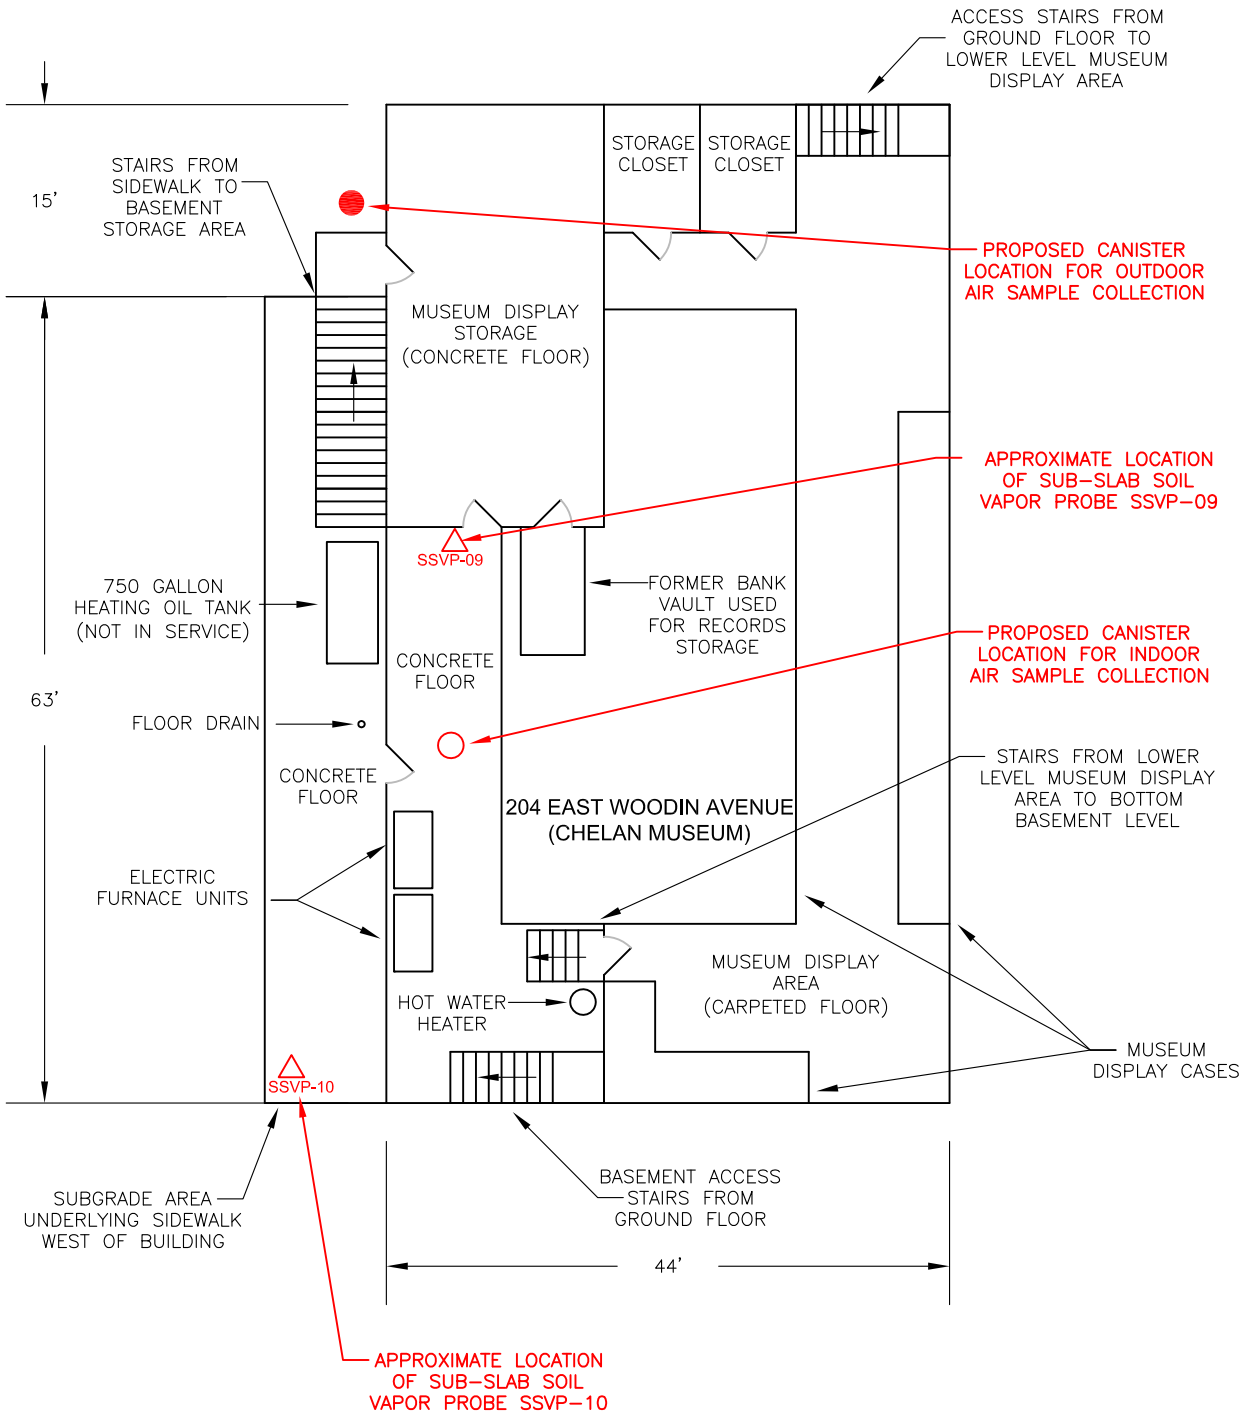 ACCESS STAIRS FROM
GROUND FLOOR TO
LOWER LEVEL MUSEUM
DISPLAY AREA
STORAGE
CLOSET
STORAGE
CLOSET
STAIRS FROM
SIDEWALK TO
BASEMENT
STORAGE AREA
15'
PROPOSED CANISTER
LOCATION FOR OUTDOOR
AIR SAMPLE COLLECTION
MUSEUM DISPLAY
STORAGE
(CONCRETE FLOOR)
APPROXIMATE LOCATION
OF SUB-SLAB SOIL
VAPOR PROBE SSVP-09
SSVP-09
750 GALLON
HEATING OIL TANK
(NOT IN SERVICE)
FORMER BANK
VAULT USED
FOR RECORDS
STORAGE
PROPOSED CANISTER
LOCATION FOR INDOOR
AIR SAMPLE COLLECTION
CONCRETE
FLOOR
63'
FLOOR DRAIN
CONCRETE
FLOOR
STAIRS FROM LOWER
LEVEL MUSEUM DISPLAY
AREA TO BOTTOM
BASEMENT LEVEL
204 EAST WOODIN AVENUE
(CHELAN MUSEUM)
ELECTRIC
FURNACE UNITS
MUSEUM DISPLAY
AREA
(CARPETED FLOOR)
HOT WATER
HEATER
MUSEUM
DISPLAY CASES
SSVP-10
SUBGRADE AREA
UNDERLYING SIDEWALK
WEST OF BUILDING
BASEMENT ACCESS
STAIRS FROM
GROUND FLOOR
44'
APPROXIMATE LOCATION
OF SUB-SLAB SOIL
VAPOR PROBE SSVP-10